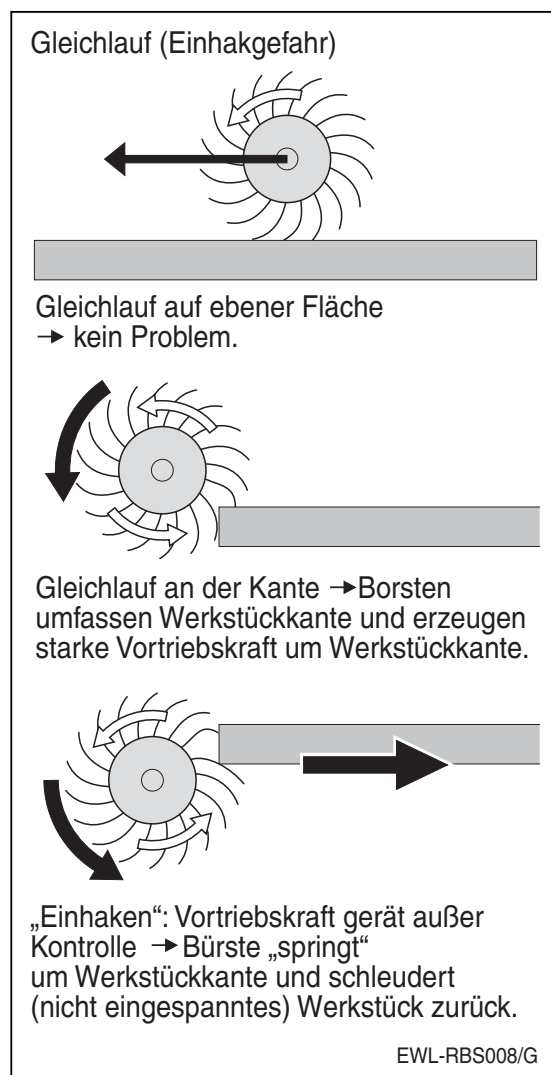 Gleichlauf (Einhakgefahr)
Gleichlauf auf ebener Fläche
→ kein Problem.
Gleichlauf an der Kante → Borsten
umfassen Werkstückkante und erzeugen
starke Vortriebskraft um Werkstückkante.
„Einhaken“: Vortriebskraft gerät außer
Kontrolle → Bürste „springt“
um Werkstückkante und schleudert
(nicht eingespanntes) Werkstück zurück.
EWL-RBS008/G